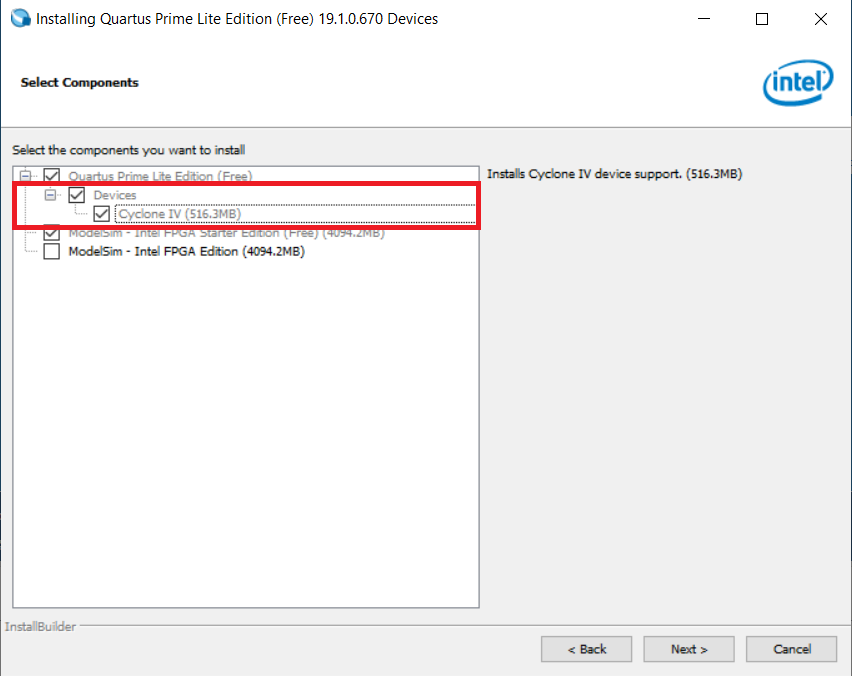 Installing Quartus Prime Lite Edition (Free) 19.1.0.670 Devices
Select Components
intel
Select the components you want to install
Quartus Prime Lite Edition (Free)
Installs Cyclone IV device support. (516.3MB)
Devices
Cyclone IV (516.3MB)
ModelSim - Intel FPGA Starter Edition (Free) (4094.2MB)
ModelSim - Intel FPGA Edition (4094.2MB)
InstallBuilder
< Back
Next >
Cancel